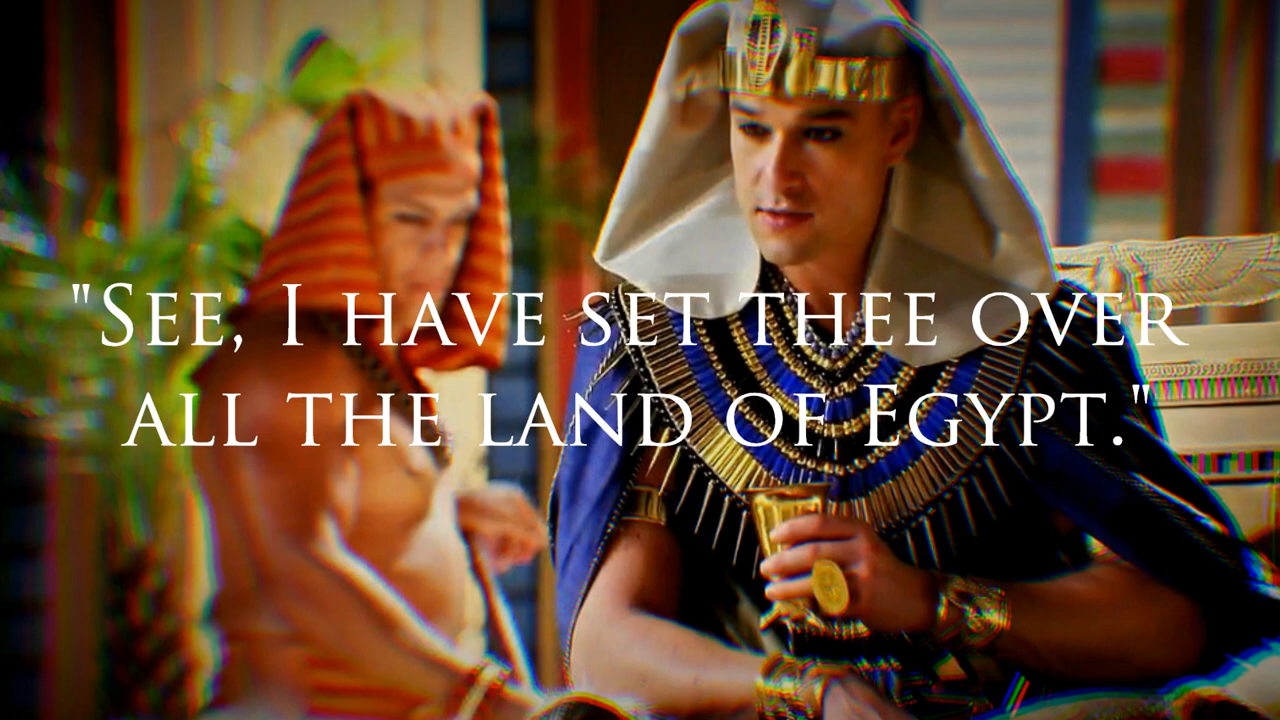 "See, I have set thee over
all the land of Egypt."